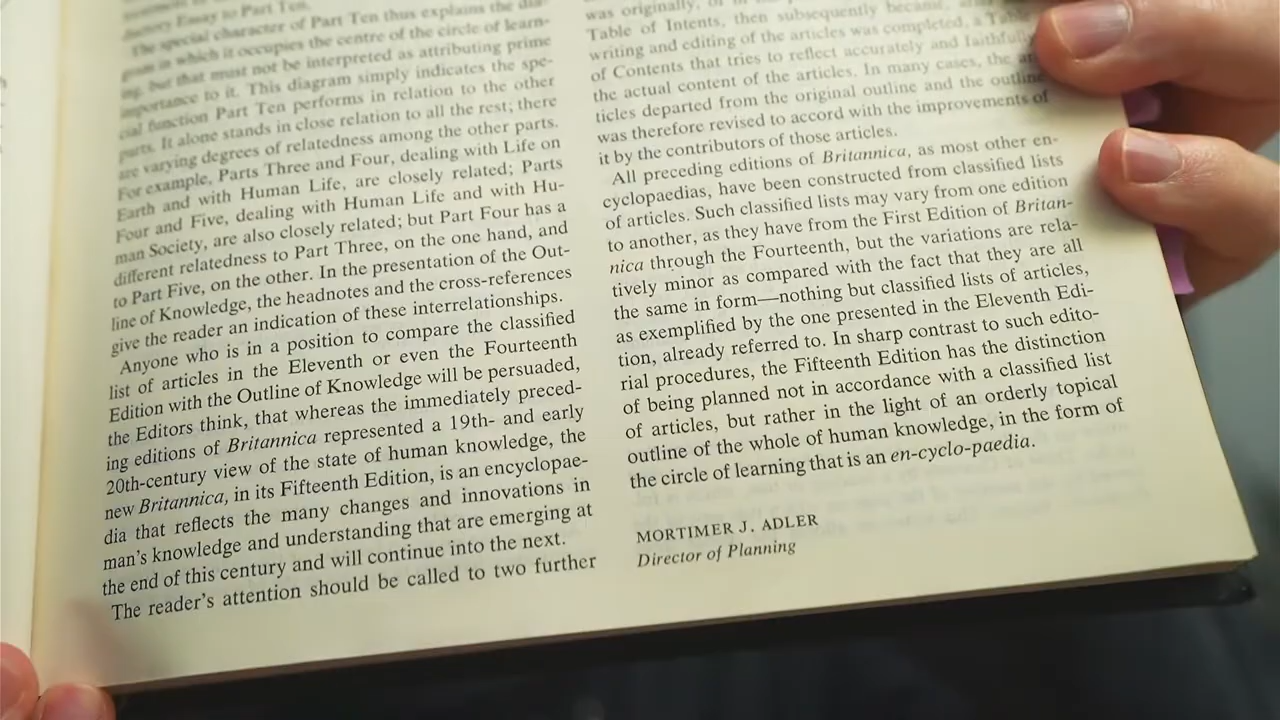 The special character of Part Ten thus explains the dia-
gram in which it occupies the centre of the circle of learn-
ing, but that must not be interpreted as attributing prime
importance to it. This diagram simply indicates the spe-
cial function Part Ten performs in relation to the other
parts. It alone stands in close relation to all the rest; there
are varying degrees of relatedness among the other parts.
For example, Parts Three and Four, dealing with Life on
Earth and with Human Life, are closely related; Parts
Four and Five, dealing with Human Life and with Hu-
man Society, are also closely related; but Part Four has a
different relatedness to Part Three, on the one hand, and
to Part Five, on the other. In the presentation of the Out-
line of Knowledge, the headnotes and the cross-references
give the reader an indication of these interrelationships.
Anyone who is in a position to compare the classified
list of articles in the Eleventh or even the Fourteenth
Edition with the Outline of Knowledge will be persuaded,
the Editors think, that whereas the immediately preced-
ing editions of Britannica represented a 19th- and early
20th-century view of the state of human knowledge, the
new Britannica, in its Fifteenth Edition, is an encyclopae-
dia that reflects the many changes and innovations in
man's knowledge and understanding that are emerging at
the end of this century and will continue into the next.
The reader's attention should be called to two further
was originally, or in
Table of Intents, then subsequently became, a Table
writing and editing of the articles was completed, a Table
of Contents that tries to reflect accurately and faithfully
the actual content of the articles. In many cases, the ar-
ticles departed from the original outline and the outline
was therefore revised to accord with the improvements of
it by the contributors of those articles.
All preceding editions of Britannica, as most other en-
cyclopaedias, have been constructed from classified lists
of articles. Such classified lists may vary from one edition
to another, as they have from the First Edition of Britan-
nica through the Fourteenth, but the variations are rela-
tively minor as compared with the fact that they are all
the same in form—nothing but classified lists of articles,
as exemplified by the one presented in the Eleventh Edi-
tion, already referred to. In sharp contrast to such edito-
rial procedures, the Fifteenth Edition has the distinction
of being planned not in accordance with a classified list
of articles, but rather in the light of an orderly topical
outline of the whole of human knowledge, in the form of
the circle of learning that is an en-cyclo-paedia.
MORTIMER J. ADLER
Director of Planning